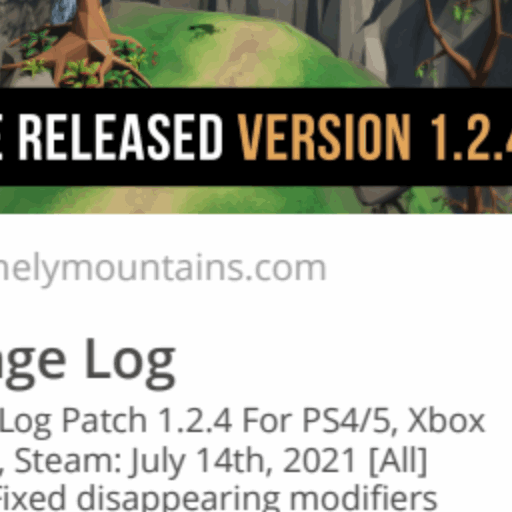 RELEASED VERSION 1.2.4
nelymountains.com
ge Log
Log Patch 1.2.4 For PS4/5, Xbox
, Steam: July 14th, 2021 [All]
Fixed disappearing modifiers